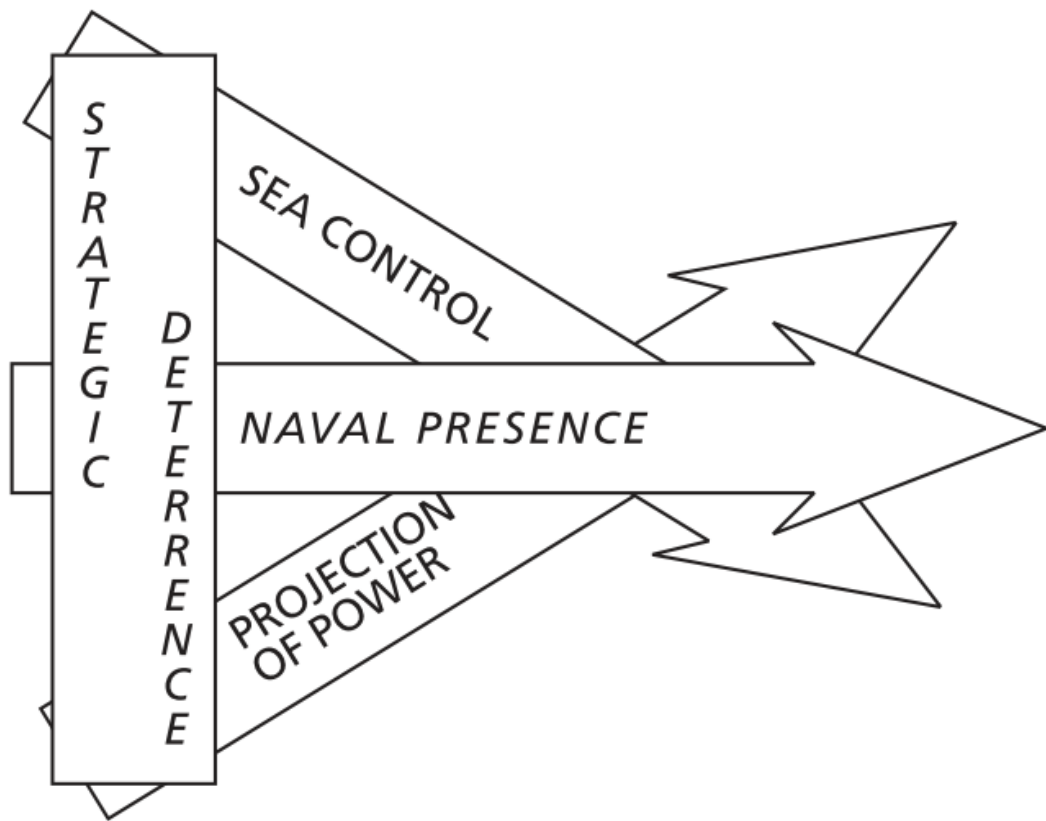 STRATEGIC
DETERRENCE
SEA CONTROL
NAVAL PRESENCE
PROJECTION
OF POWER